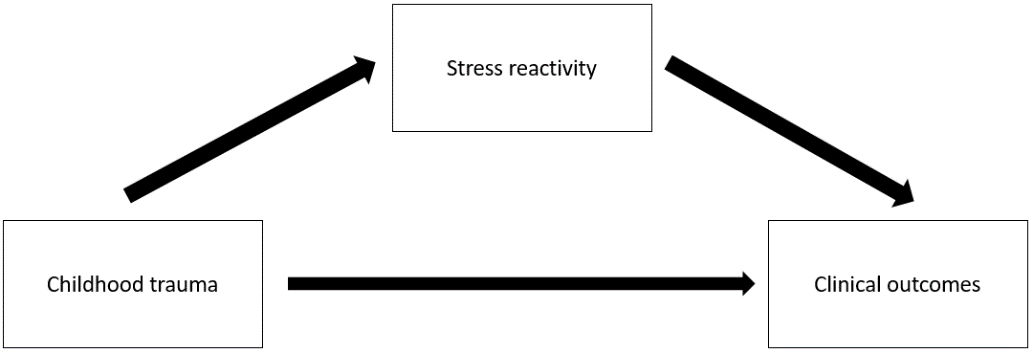 Stress reactivity
Childhood trauma
Clinical outcomes